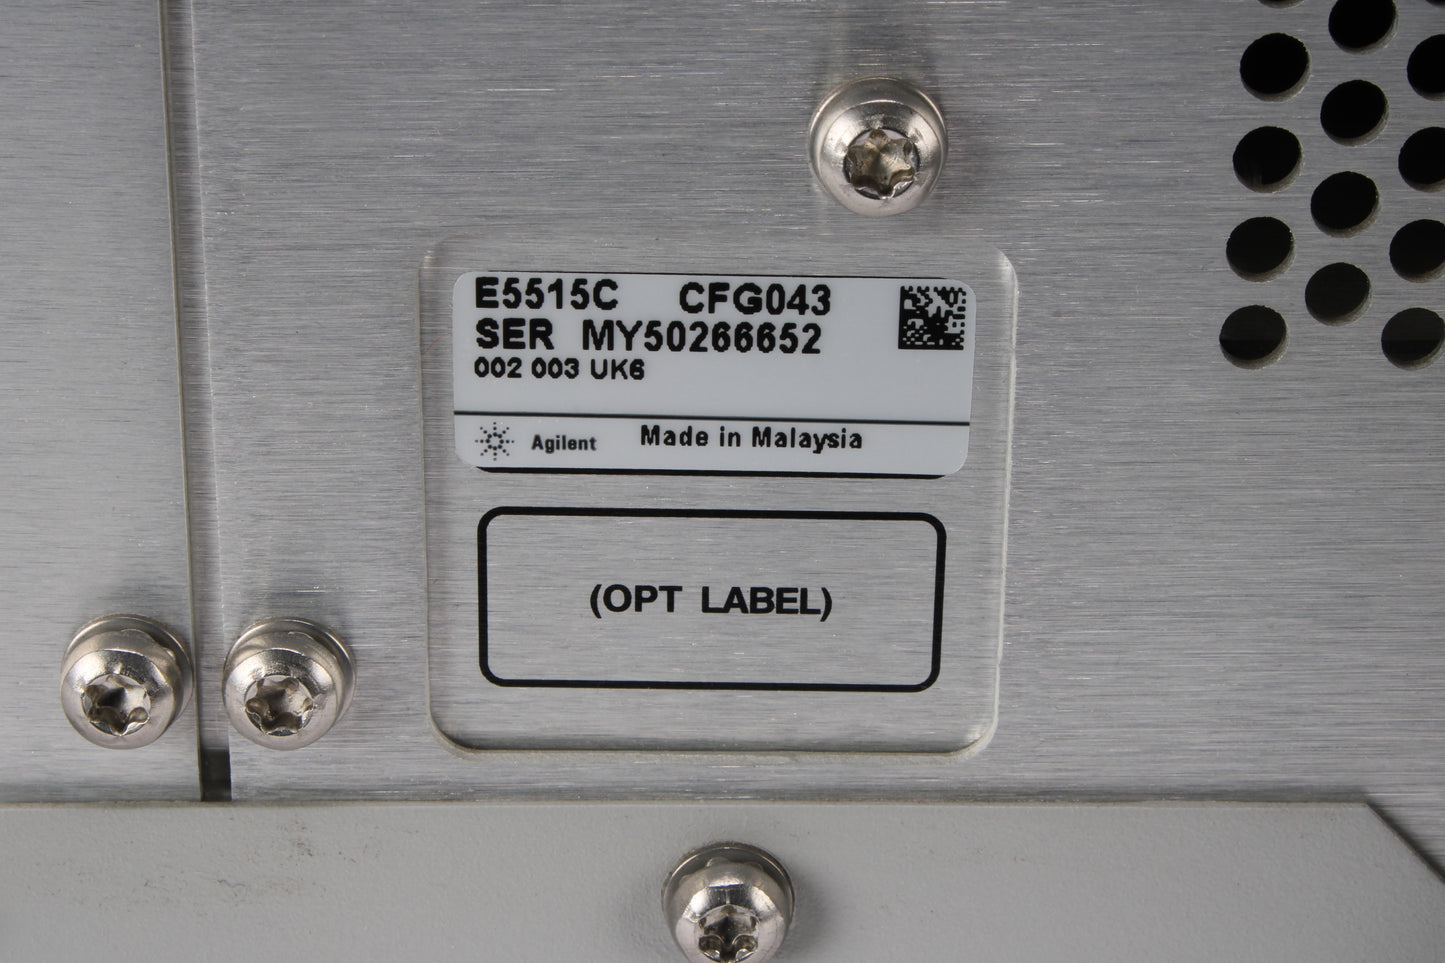 E5515C CFG043
SER MY50266652
002 003 UK6
Agilent Made in Malaysia
(OPT LABEL)